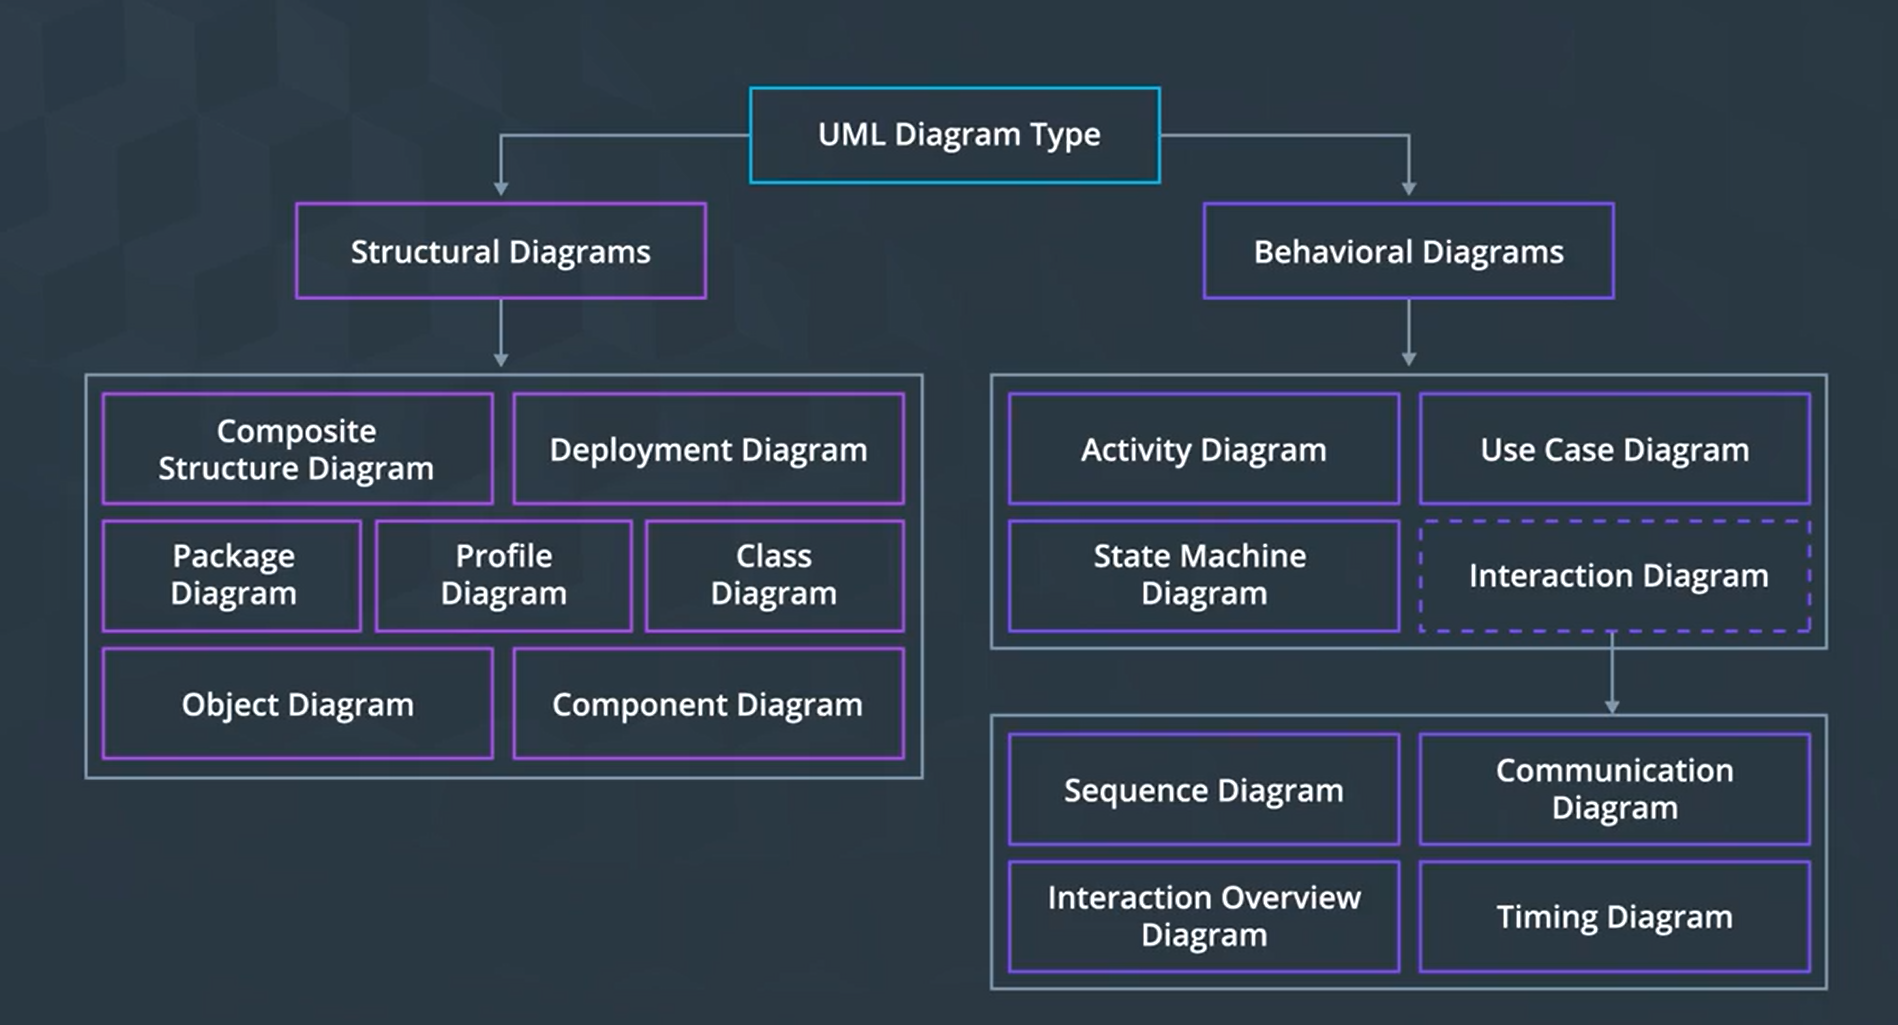 UML Diagram Type
Structural Diagrams
Behavioral Diagrams
Composite
Structure Diagram
Deployment Diagram
Package
Diagram
Profile
Diagram
Class
Diagram
Object Diagram
Component Diagram
Activity Diagram
Use Case Diagram
State Machine
Diagram
Interaction Diagram
Sequence Diagram
Communication
Diagram
Interaction Overview
Diagram
Timing Diagram